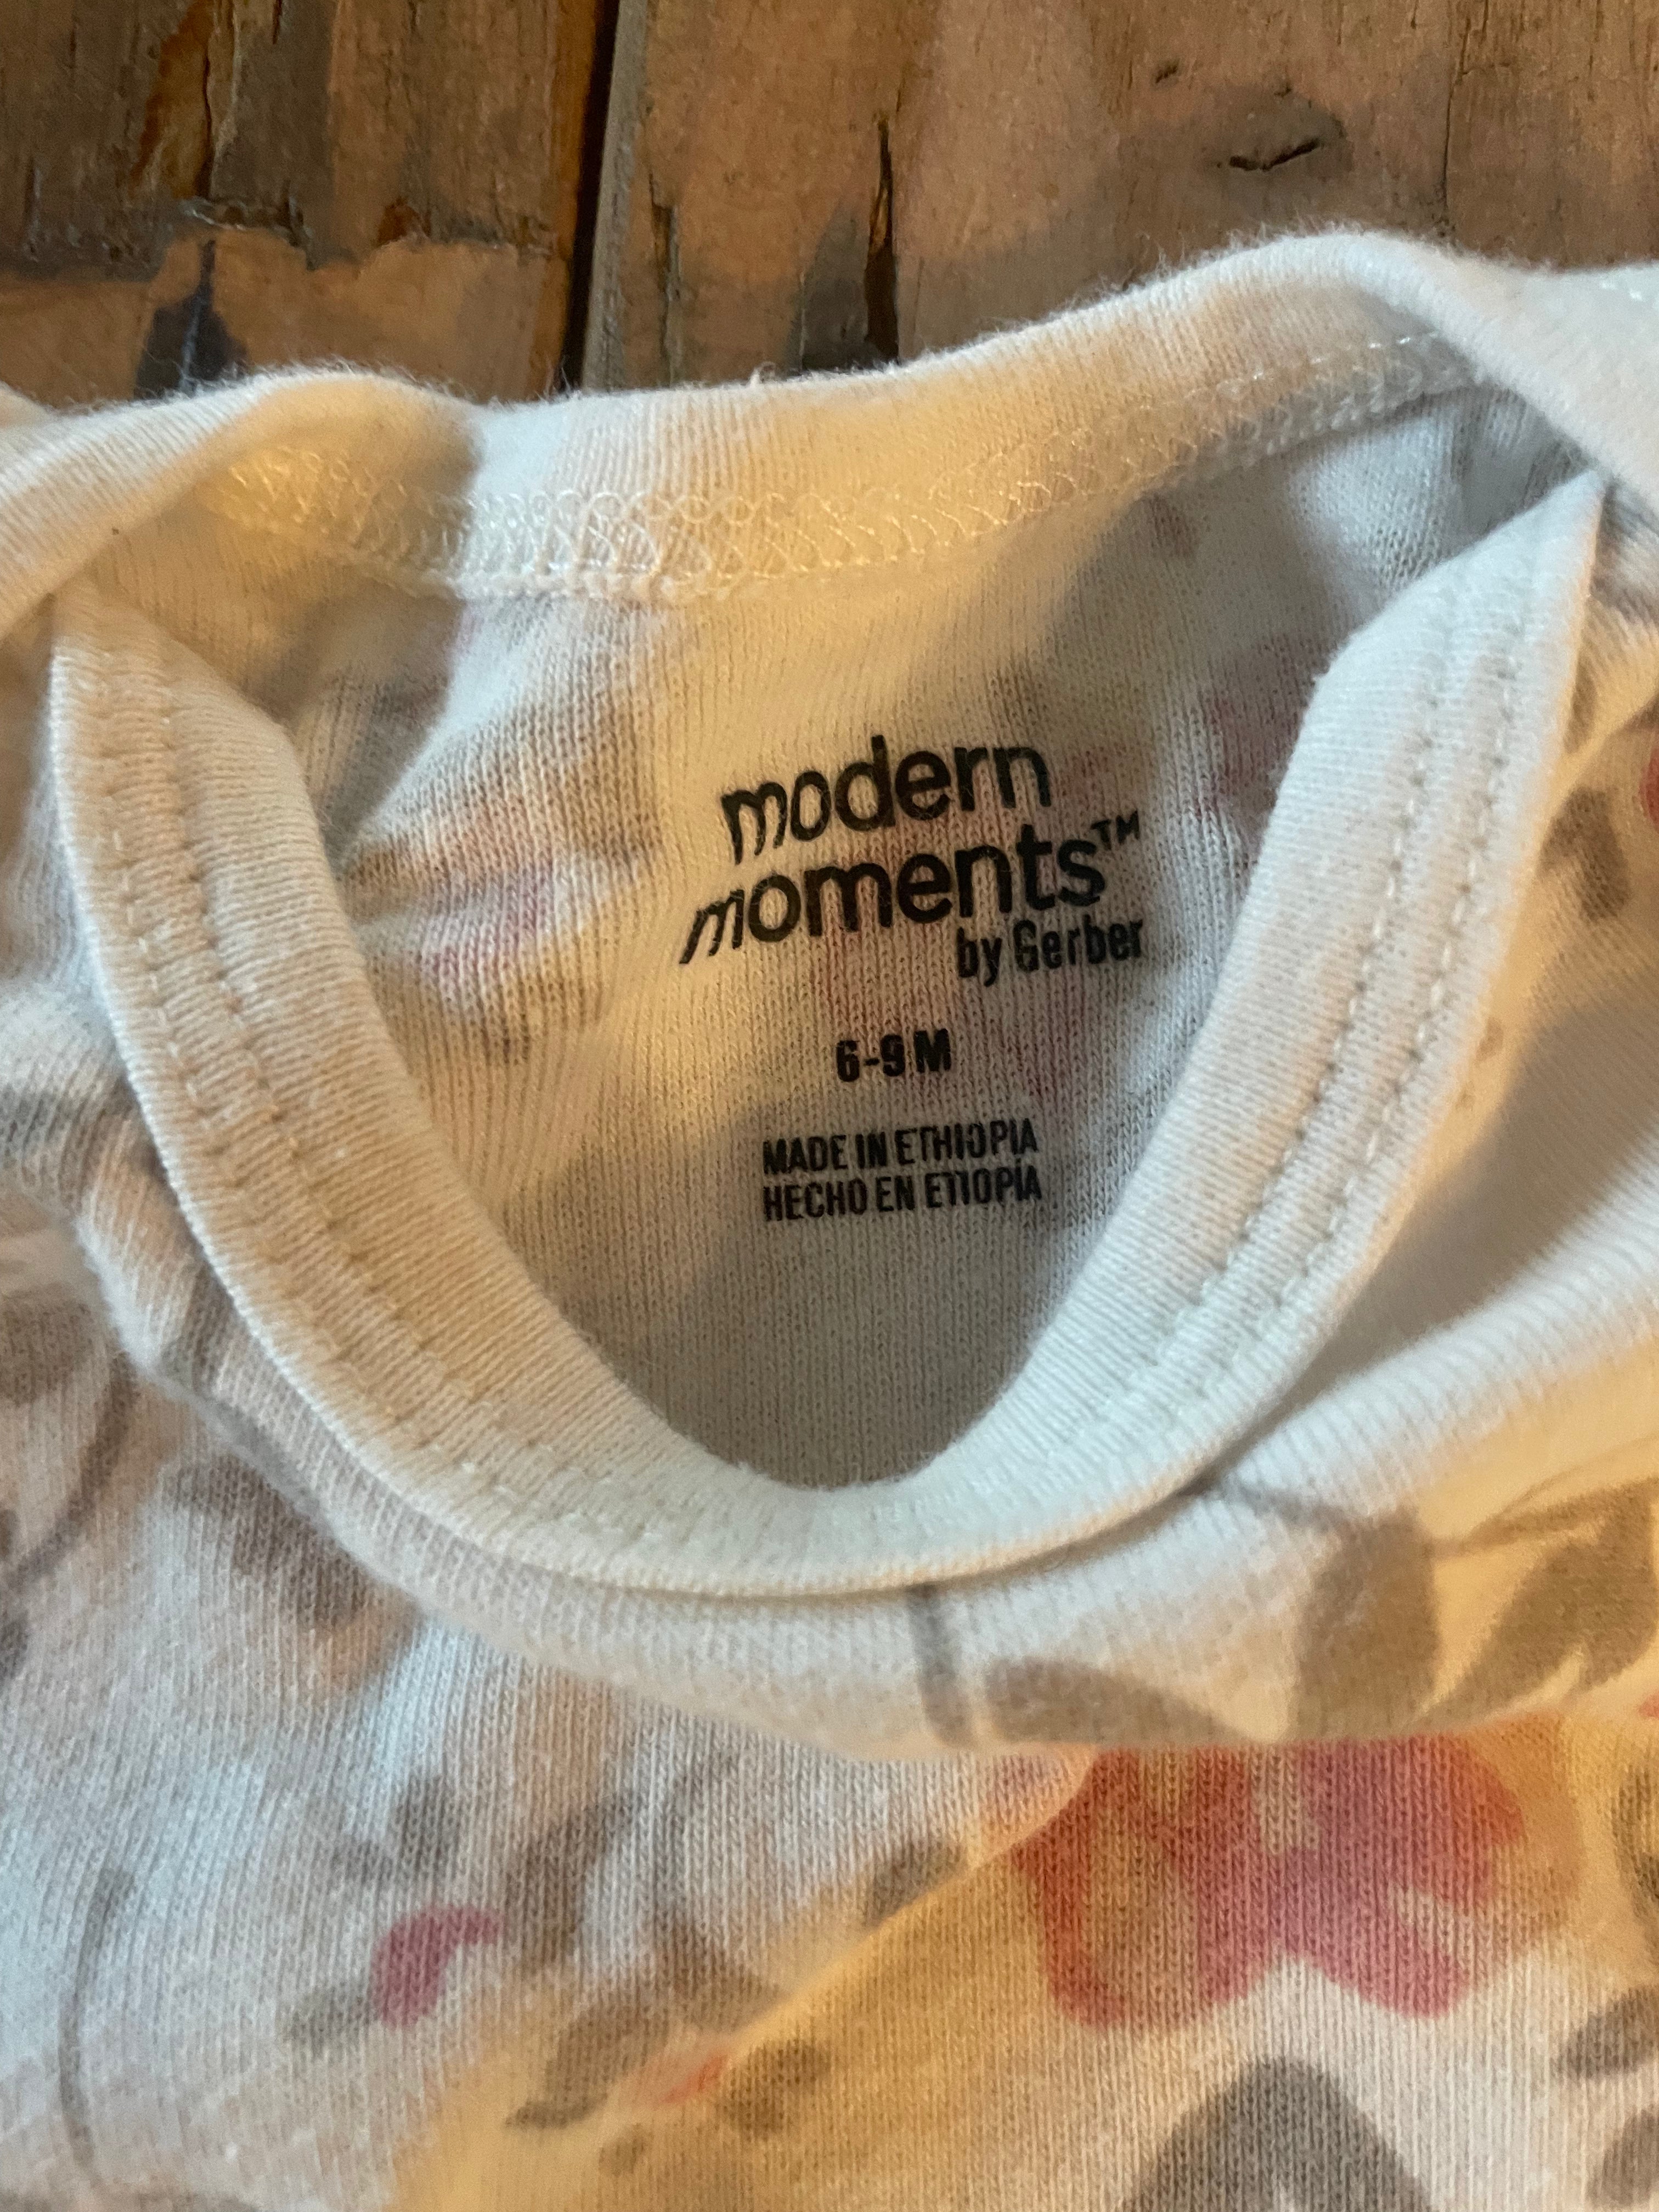 modern
moments™
by Gerber
6-9 M
MADE IN ETHIOPIA
HECHO EN ETIOPÍA